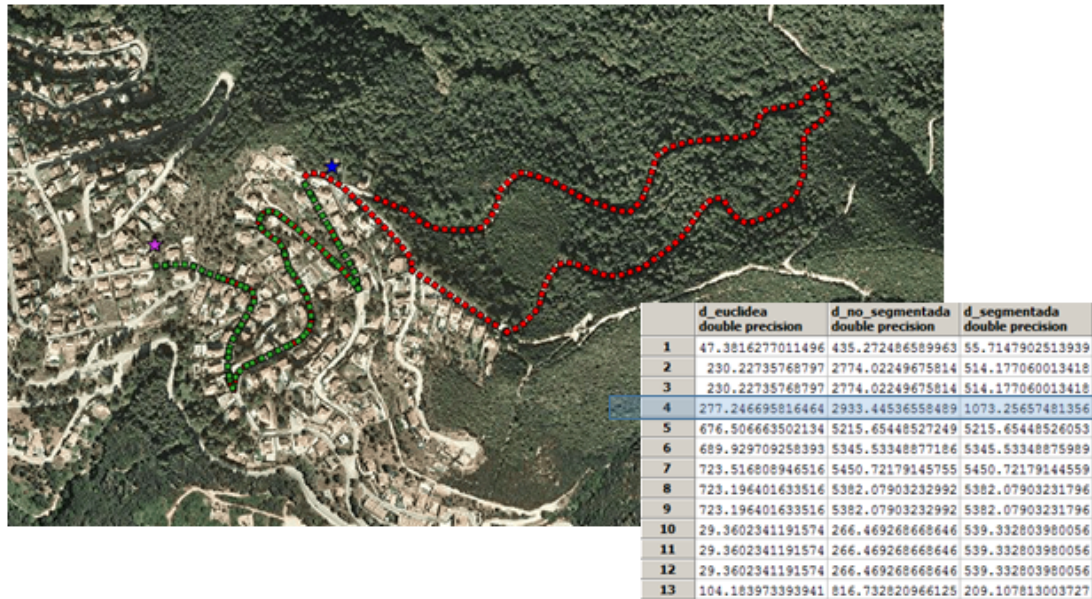 d_euclidea d_no_segmentada d_segmentada
double precision double precision double precision
1 47.3816277011496 435.272486589963 55.7147902513939
2 230.22735768797 2774.02249675814 514.177060013418
3 230.22735768797 2774.02249675814 514.177060013418
4 277.246695816464 2933.44536558489 1073.25657481358
5 676.506663502134 5215.65448527249 5215.65448526053
6 689.929709258393 5345.53348877186 5345.53348875989
7 723.516808946516 5450.72179145755 5450.72179144559
8 723.196401633516 5382.07903232992 5382.07903231796
9 723.196401633516 5382.07903232992 5382.07903231796
10 29.3602341191574 266.469268668646 539.332803980056
11 29.3602341191574 266.469268668646 539.332803980056
12 29.3602341191574 266.469268668646 539.332803980056
13 104.183973393941 816.732820966125 209.107813003727